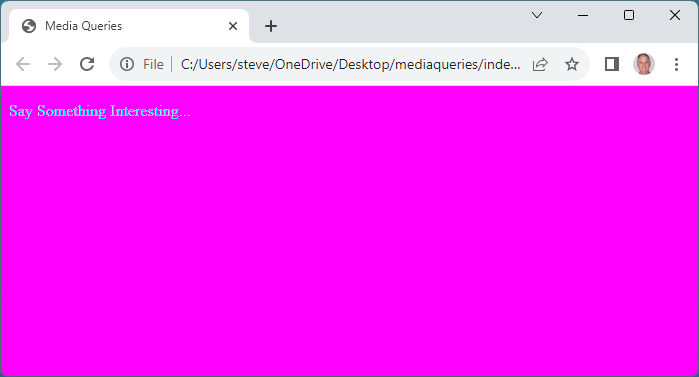 Media Queries
File C:/Users/steve/OneDrive/Desktop/mediaqueries/inde...
Say Something Interesting...